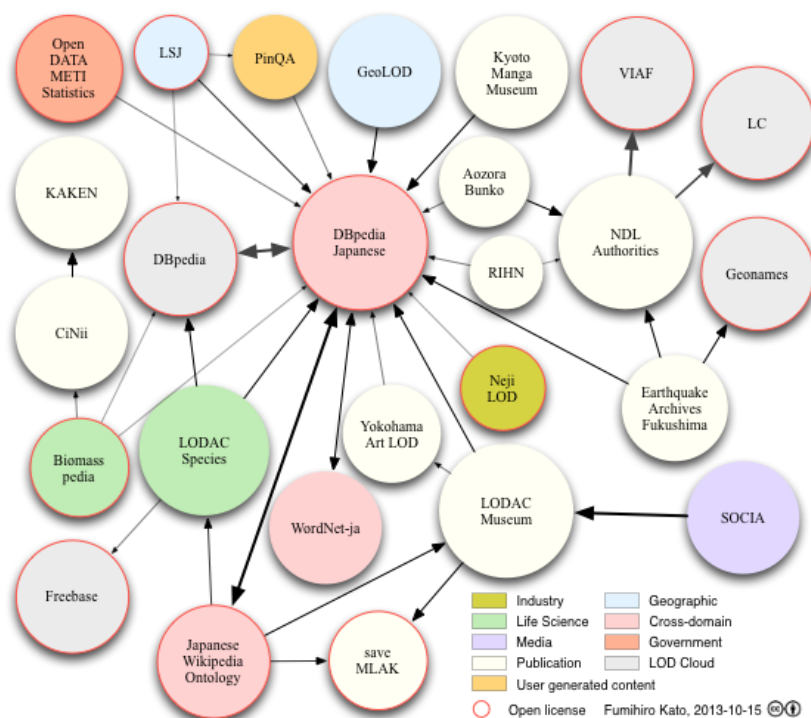 Open
DATA
METI
Statistics
LSJ
PinQA
GeoLOD
Kyoto
Manga
Museum
VIAF
LC
KAKEN
Aozora
Bunko
DBpedia
DBpedia
Japanese
RIHN
NDL
Authorities
Geonames
CiNii
Neji
LOD
Earthquake
Archives
Fukushima
Biomass
pedia
LODAC
Species
Yokohama
Art LOD
WordNet-ja
LODAC
Museum
SOCIA
Freebase
Japanese
Wikipedia
Ontology
save
MLAK
Industry
Geographic
Life Science
Cross-domain
Media
Government
Publication
LOD Cloud
User generated content
Open license
Fumihiro Kato, 2013-10-15
cc